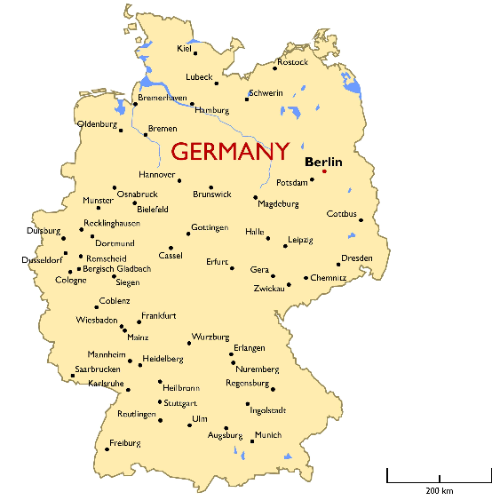 Kiel
Rostock
Lubeck
Schwerin
Bremerhaven
Hamburg
Oldenburg
Bremen
GERMANY
Berlin
Hannover
Potsdam
Osnabruck
Brunswick
Munster
Bielefeld
Magdeburg
Cottbus
Recklinghausen
Duisburg
Gottingen
Halle
Leipzig
Dortmund
Dusseldorf
Remscheid
Cassel
Erfurt
Dresden
Bergisch Gladbach
Gera
Chemnitz
Cologne
Siegen
Zwickau
Coblenz
Frankfurt
Wiesbaden
Mainz
Wurzburg
Erlangen
Mannheim
Heidelberg
Nuremberg
Saarbrucken
Karlsruhe
Heilbronn
Regensburg
Stuttgart
Ingolstadt
Reutlingen
Ulm
Augsburg
Munich
Freiburg
200 km